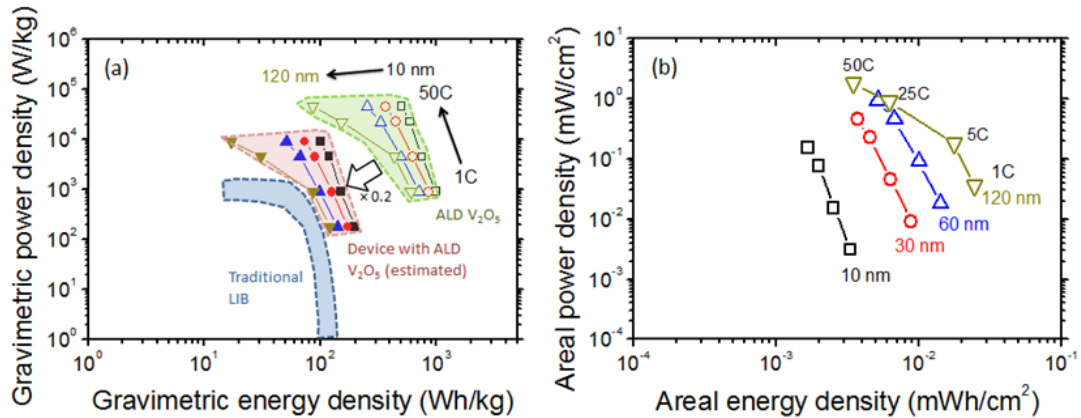 (a)
Gravimetric power density (W/kg)
10⁶
10⁵
10⁴
10³
10²
10¹
10⁰
120 nm
10 nm
50C
1C
× 0.2
ALD V₂O₅
Device with ALD
V₂O₅ (estimated)
Traditional
LIB
10⁰ 10¹ 10² 10³
Gravimetric energy density (Wh/kg)
(b)
Areal power density (mW/cm²)
10¹
10⁰
10⁻¹
10⁻²
10⁻³
10⁻⁴
50C
25C
5C
1C
120 nm
60 nm
30 nm
10 nm
10⁻⁴ 10⁻³ 10⁻² 10⁻¹
Areal energy density (mWh/cm²)